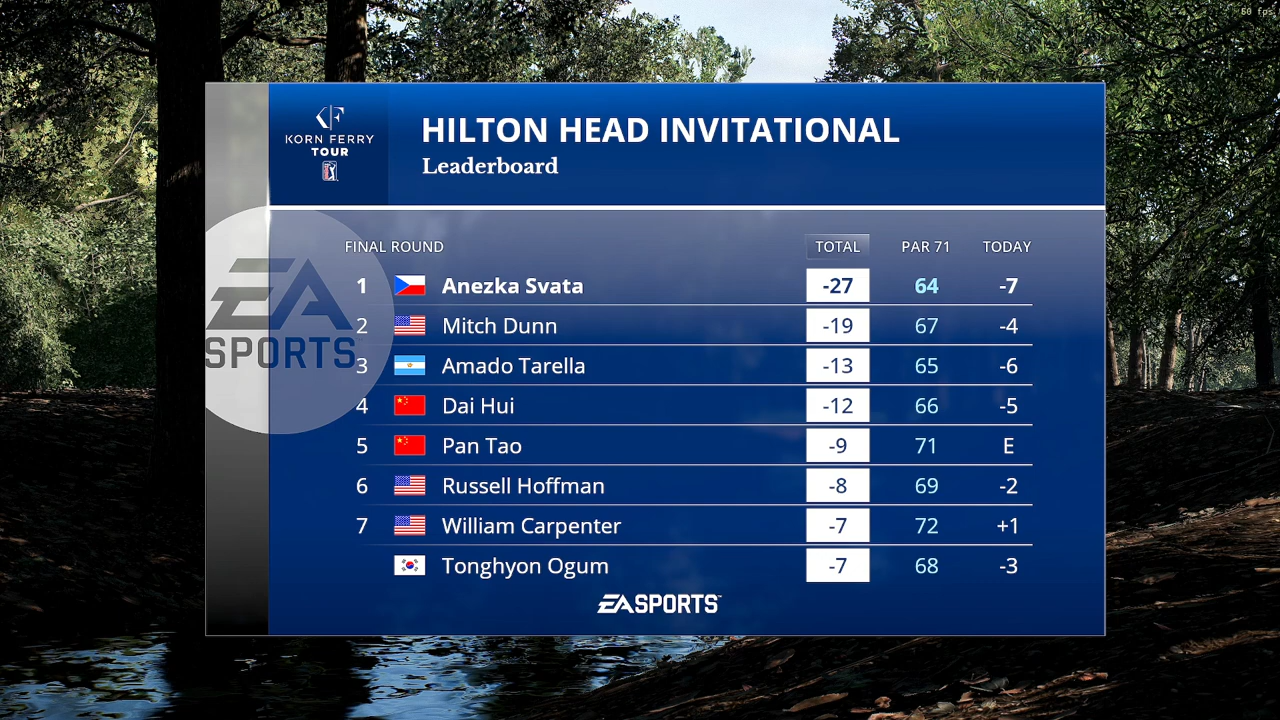 60 fps
KF
KORN FERRY
TOUR
HILTON HEAD INVITATIONAL
Leaderboard
FINAL ROUND TOTAL PAR 71 TODAY
1 Anezka Svata -27 64 -7
2 Mitch Dunn -19 67 -4
3 Amado Tarella -13 65 -6
4 Dai Hui -12 66 -5
5 Pan Tao -9 71 E
6 Russell Hoffman -8 69 -2
7 William Carpenter -7 72 +1
Tonghyon Ogum -7 68 -3
EA
SPORTS
EA SPORTS™